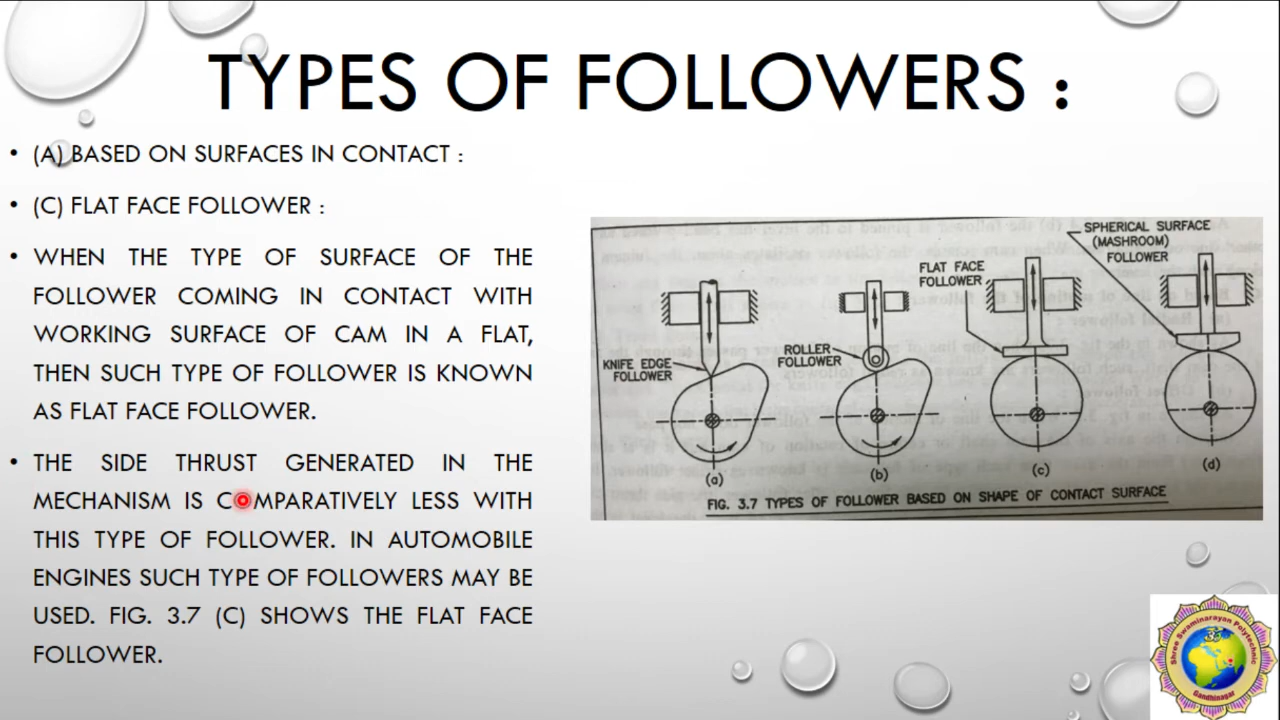 TYPES OF FOLLOWERS :
• (A) BASED ON SURFACES IN CONTACT :
• (C) FLAT FACE FOLLOWER :
• WHEN THE TYPE OF SURFACE OF THE
FOLLOWER COMING IN CONTACT WITH
WORKING SURFACE OF CAM IN A FLAT,
THEN SUCH TYPE OF FOLLOWER IS KNOWN
AS FLAT FACE FOLLOWER.
• THE SIDE THRUST GENERATED IN THE
MECHANISM IS COMPARATIVELY LESS WITH
THIS TYPE OF FOLLOWER. IN AUTOMOBILE
ENGINES SUCH TYPE OF FOLLOWERS MAY BE
USED. FIG. 3.7 (C) SHOWS THE FLAT FACE
FOLLOWER.
KNIFE EDGE
FOLLOWER
(a)
ROLLER
FOLLOWER
(b)
FLAT FACE
FOLLOWER
(c)
SPHERICAL SURFACE
(MASHROOM)
FOLLOWER
(d)
FIG. 3.7 TYPES OF FOLLOWER BASED ON SHAPE OF CONTACT SURFACE
Shree Swaminarayan Polytechnic
Gandhinagar